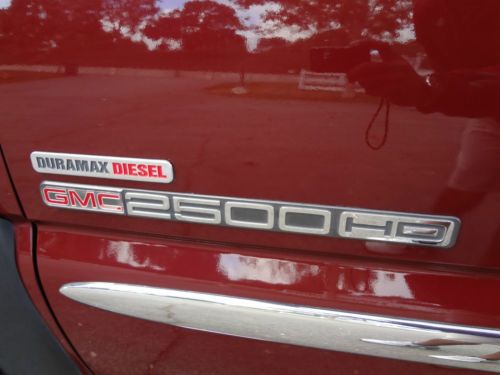 DURAMAX DIESEL
GMC 2500 HD